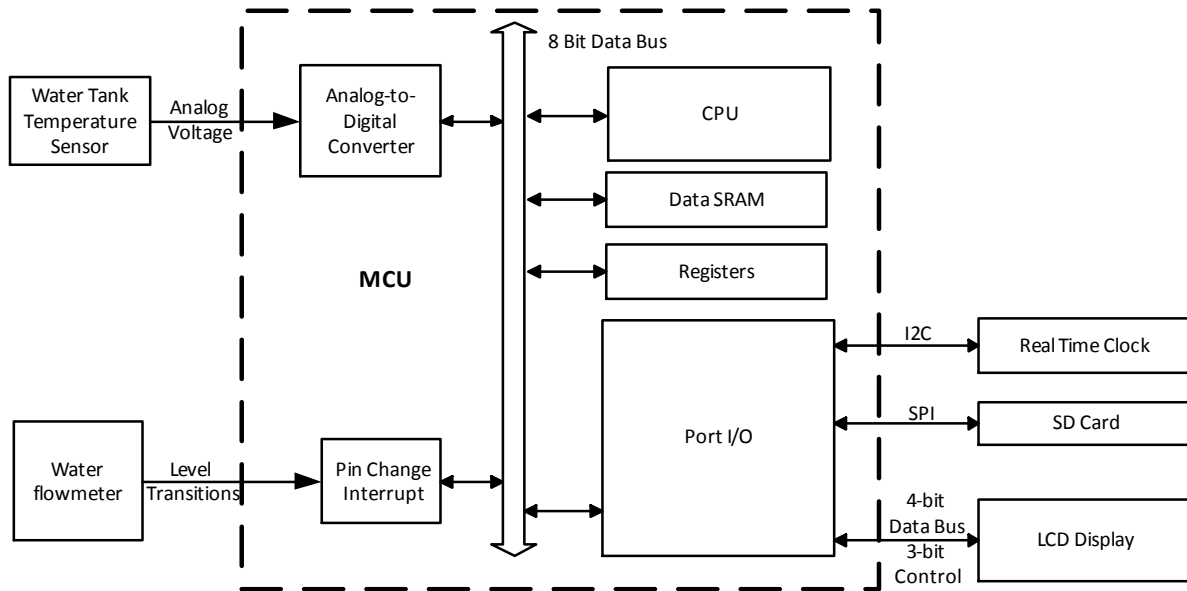 8 Bit Data Bus
Water Tank
Temperature
Sensor
Analog
Voltage
Analog-to-
Digital
Converter
CPU
Data SRAM
MCU
Registers
I2C
Real Time Clock
SPI
SD Card
Port I/O
Water
flowmeter
Level
Transitions
Pin Change
Interrupt
4-bit
Data Bus
3-bit
Control
LCD Display